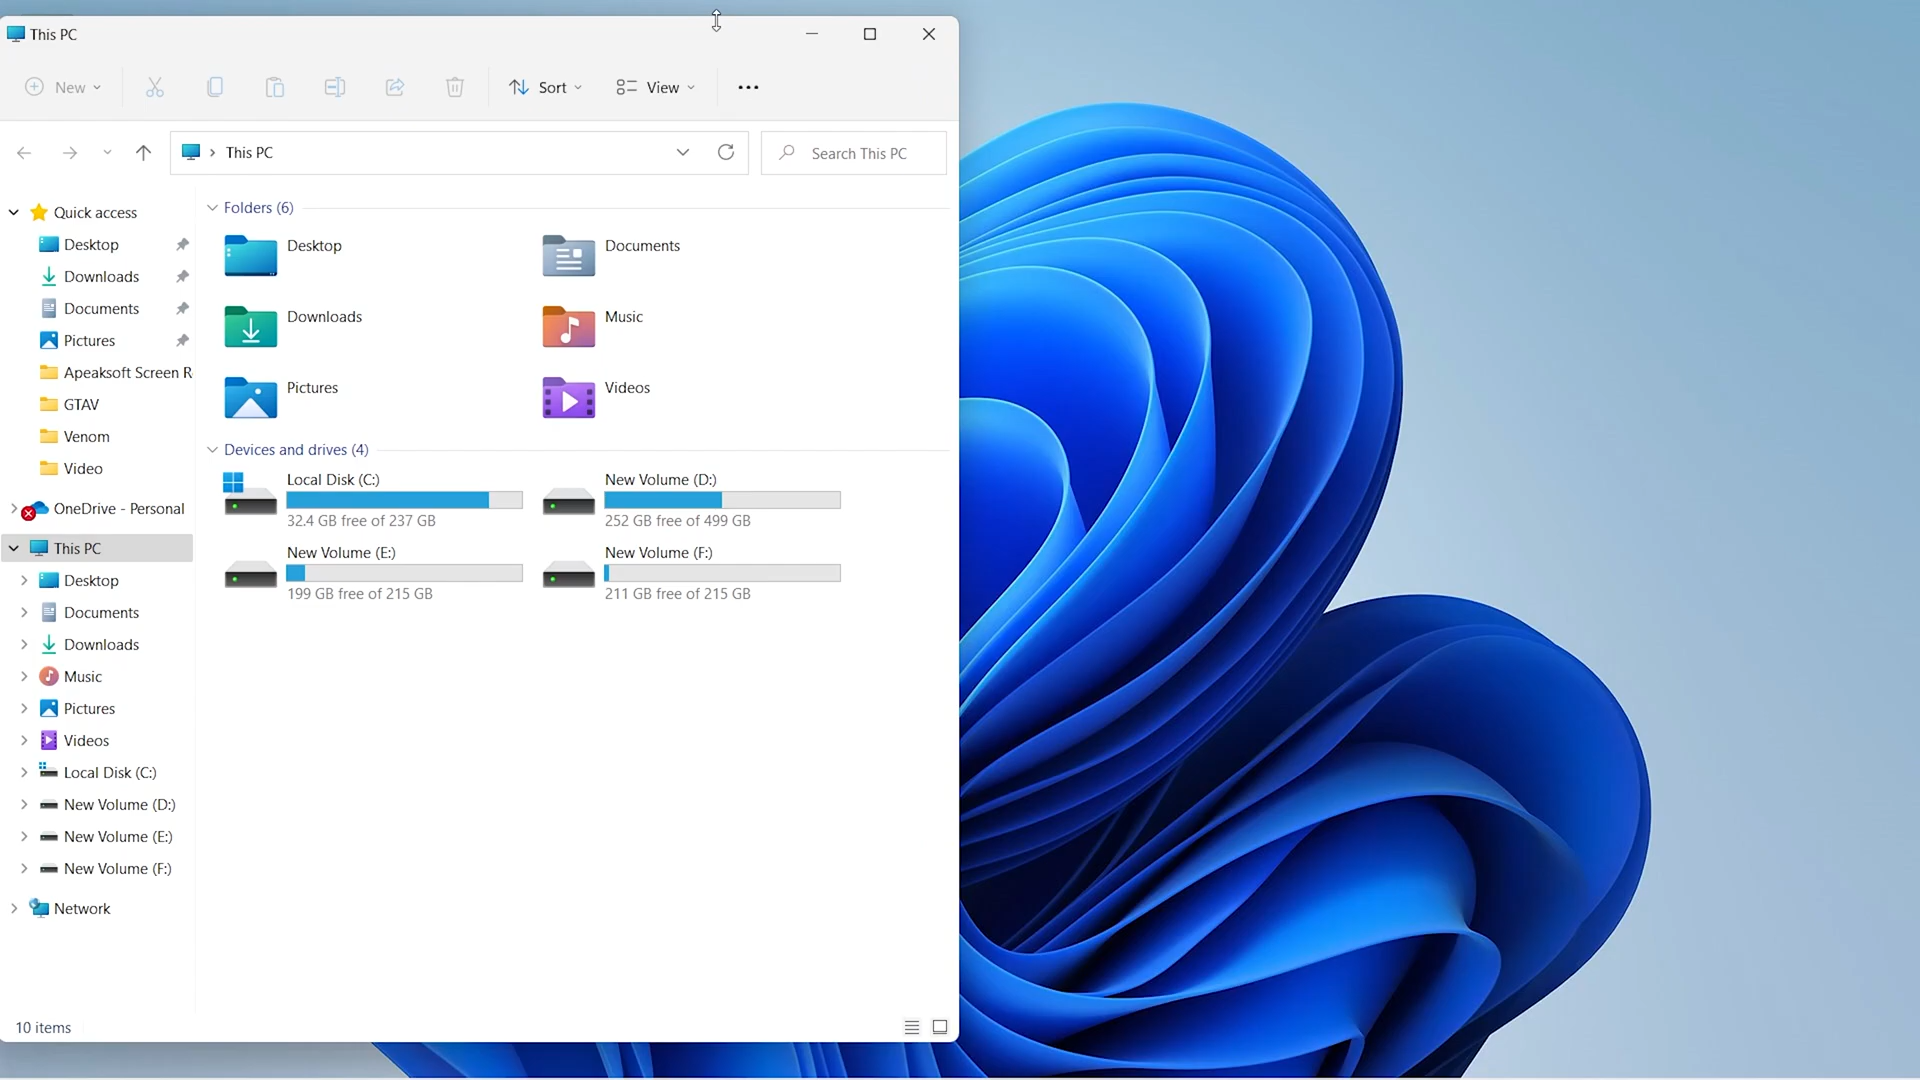 This PC
New
Sort
View
This PC
Search This PC
Quick access
Desktop
Downloads
Documents
Pictures
Apeaksoft Screen R
GTAV
Venom
Video
OneDrive - Personal
This PC
Desktop
Documents
Downloads
Music
Pictures
Videos
Local Disk (C:)
New Volume (D:)
New Volume (E:)
New Volume (F:)
Network
Folders (6)
Desktop
Documents
Downloads
Music
Pictures
Videos
Devices and drives (4)
Local Disk (C:)
32.4 GB free of 237 GB
New Volume (D:)
252 GB free of 499 GB
New Volume (E:)
199 GB free of 215 GB
New Volume (F:)
211 GB free of 215 GB
10 items